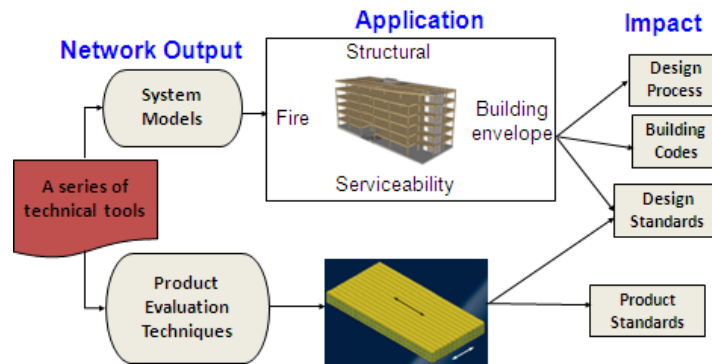 Network Output
Application
Impact
System
Models
Structural
Fire
Building
envelope
Serviceability
Design
Process
Building
Codes
Design
Standards
A series of
technical tools
Product
Evaluation
Techniques
Product
Standards